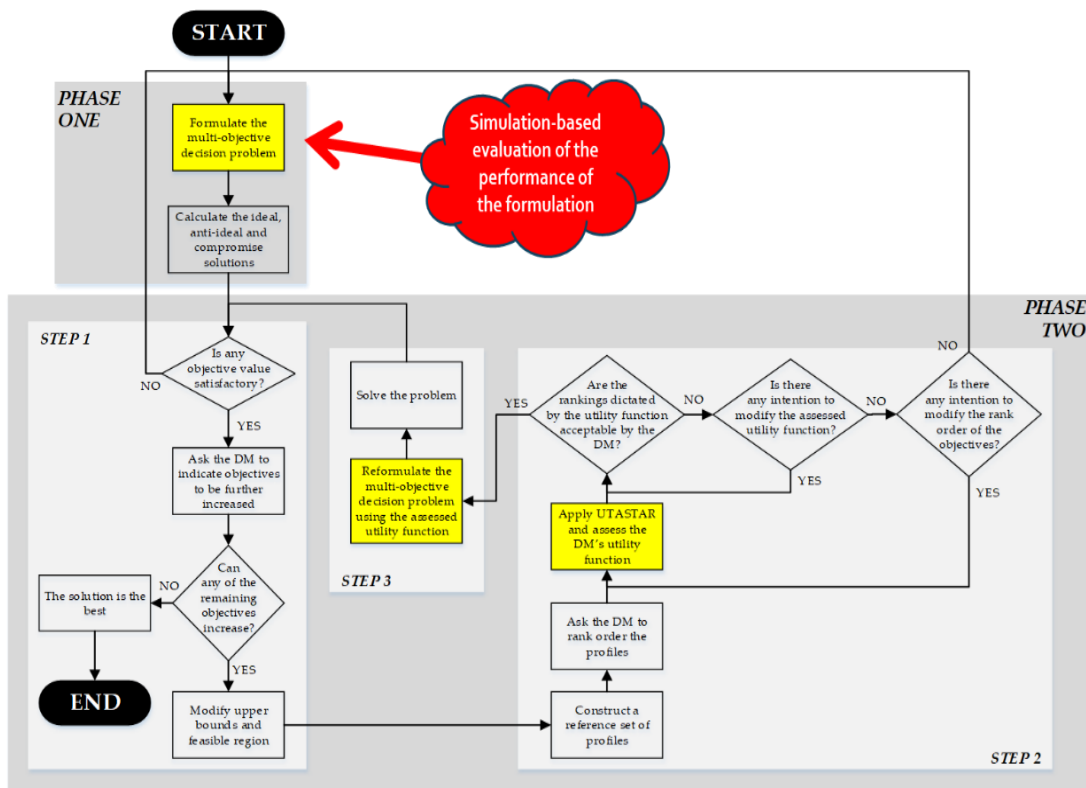 START
PHASE
ONE
Formulate the
multi-objective
decision problem
Simulation-based
evaluation of the
performance of
the formulation
Calculate the ideal,
anti-ideal and
compromise
solutions
PHASE
TWO
STEP 1
Is any
objective value
satisfactory?
NO
YES
Ask the DM to
indicate objectives
to be further
increased
Can
any of the
remaining
objectives
increase?
NO
The solution is the
best
END
YES
Modify upper
bounds and
feasible region
Solve the problem
Reformulate the
multi-objective
decision problem
using the assessed
utility function
STEP 3
YES
Are the
rankings dictated
by the utility function
acceptable by the
DM?
NO
Is there
any intention to
modify the assessed
utility function?
NO
YES
NO
Is there
any intention to
modify the rank
order of the
objectives?
YES
Apply UTASTAR
and assess the
DM's utility
function
Ask the DM to
rank order the
profiles
Construct a
reference set of
profiles
STEP 2